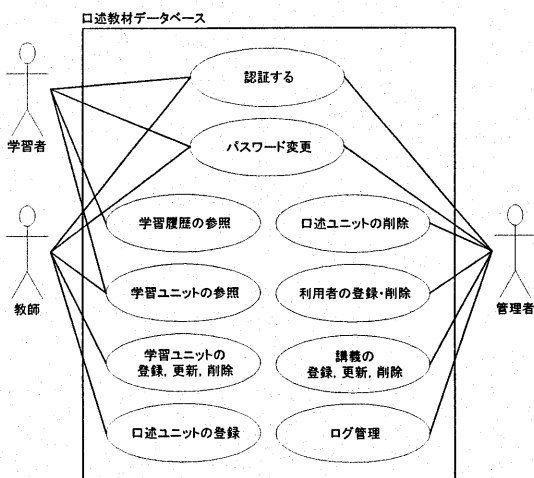 口述教材データベース
認証する
学習者
パスワード変更
学習履歴の参照
口述ユニットの削除
教師
学習ユニットの参照
利用者の登録・削除
管理者
学習ユニットの
登録, 更新, 削除
講義の
登録, 更新, 削除
口述ユニットの登録
ログ管理